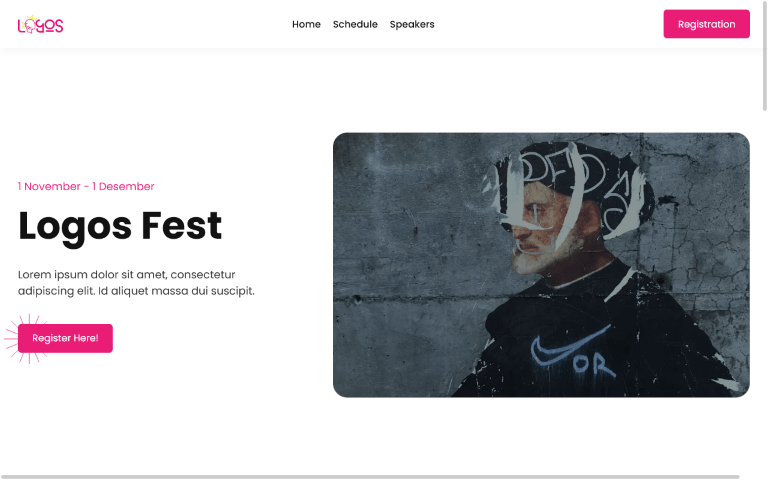 LOGOS
Home Schedule Speakers
Registration
1 November - 1 Desember
Logos Fest
Lorem ipsum dolor sit amet, consectetur
adipiscing elit. Id aliquet massa dui suscipit.
Register Here!
OR